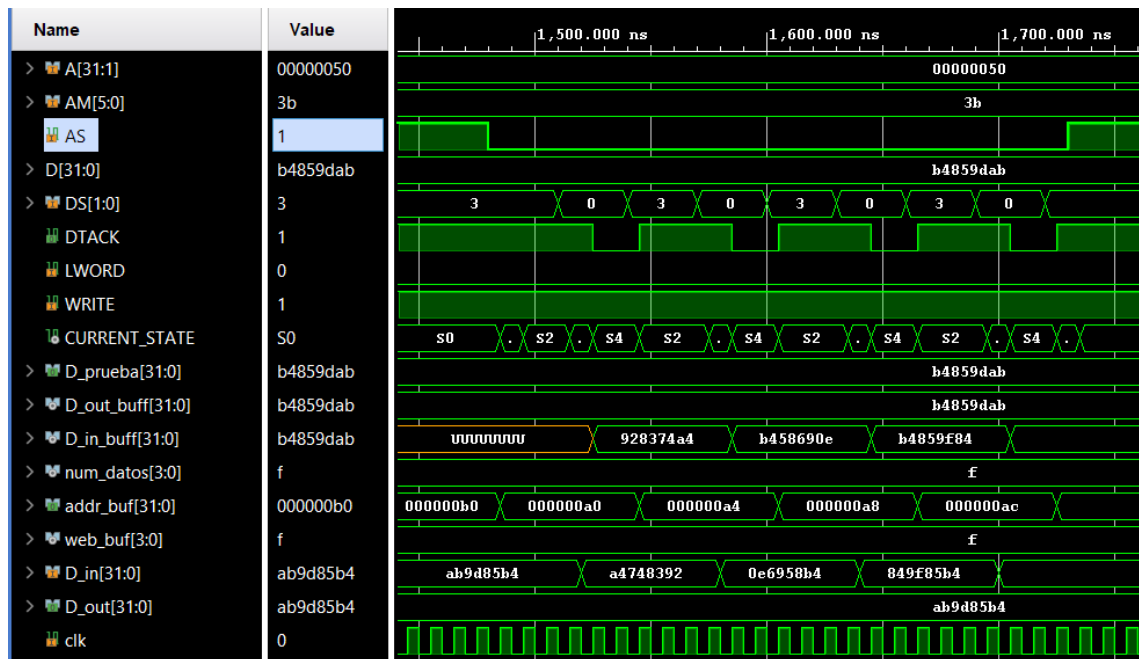 Name Value 1,500.000 ns 1,600.000 ns 1,700.000 ns
A[31:1] 00000050 00000050
AM[5:0] 3b 3b
AS 1
D[31:0] b4859dab b4859dab
DS[1:0] 3 3 0 3 0 3 0 3 0
DTACK 1
LWORD 0
WRITE 1
CURRENT_STATE S0 S0 . S2 . S4 S2 . S4 S2 . S4 S2 . S4 .
D_prueba[31:0] b4859dab b4859dab
D_out_buff[31:0] b4859dab b4859dab
D_in_buff[31:0] b4859dab UUUUUUUU 928374a4 b458690e b4859f84
num_datos[3:0] f f
addr_buf[31:0] 000000b0 000000b0 000000a0 000000a4 000000a8 000000ac
web_buf[3:0] f f
D_in[31:0] ab9d85b4 ab9d85b4 a4748392 0e6958b4 849f85b4
D_out[31:0] ab9d85b4 ab9d85b4
clk 0